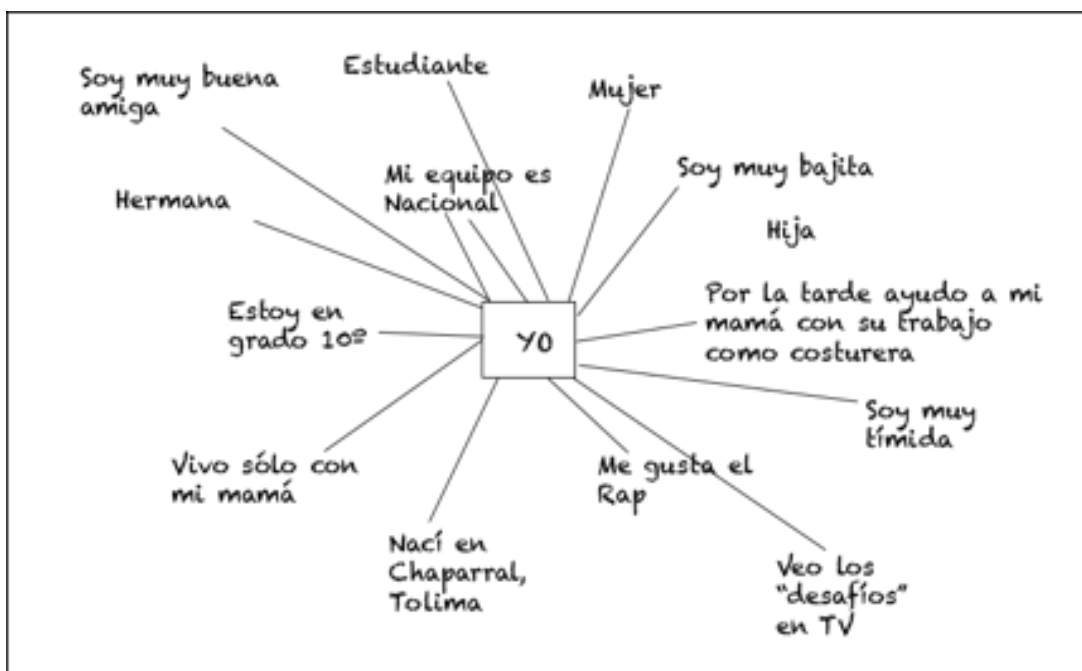 Estudiante
Soy muy buena
amiga
Mujer
Mi equipo es
Nacional
Soy muy bajita
Hermana
Hija
Estoy en
grado 10º
YO
Por la tarde ayudo a mi
mamá con su trabajo
como costurera
Soy muy
tímida
Vivo sólo con
mi mamá
Me gusta el
Rap
Nací en
Chaparral,
Tolima
Veo los
"desafíos"
en TV